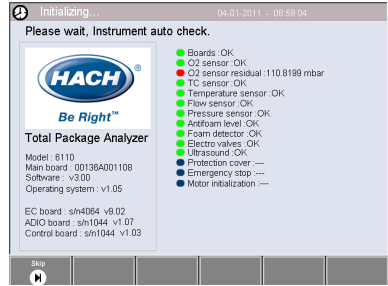 Initializing...
04-01-2011 - 08:59:04
Please wait, Instrument auto check.
HACH®
Be Right™
Total Package Analyzer
Model : 6110
Main board : 00136A001108
Software : v3.00
Operating system : v1.05
EC board : s/n4064 v9.02
ADIO board : s/n1044 v1.07
Control board : s/n1044 v1.03
Boards :OK
O2 sensor :OK
O2 sensor residual :110.8199 mbar
TC sensor :OK
Temperature sensor :OK
Flow sensor :OK
Pressure sensor :OK
Antifoam level :OK
Foam detector :OK
Electro valves :OK
Ultrasound :OK
Protection cover :---
Emergency stop :---
Motor initialization :---
Skip